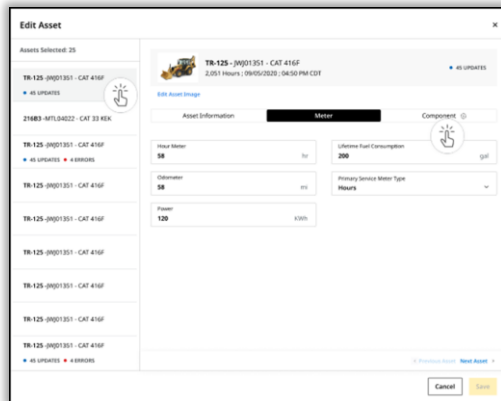 Edit Asset
×
Assets Selected: 25
TR-125 -JWJ01351 - CAT 416F
45 UPDATES
216B3 -MTL04022 - CAT 33 KEK
TR-125 -JWJ01351 - CAT 416F
45 UPDATES 4 ERRORS
TR-125 -JWJ01351 - CAT 416F
TR-125 -JWJ01351 - CAT 416F
TR-125 -JWJ01351 - CAT 416F
TR-125 -JWJ01351 - CAT 416F
TR-125 -JWJ01351 - CAT 416F
45 UPDATES 4 ERRORS
TR-125 - JWJ01351 - CAT 416F
2,051 Hours ; 09/05/2020 ; 04:50 PM CDT
45 UPDATES
Edit Asset Image
Asset Information Meter Component
Hour Meter
58 hr
Lifetime Fuel Consumption
200 gal
Odometer
58 mi
Primary Service Meter Type
Hours
Power
120 KWh
Previous Asset Next Asset
Cancel Save